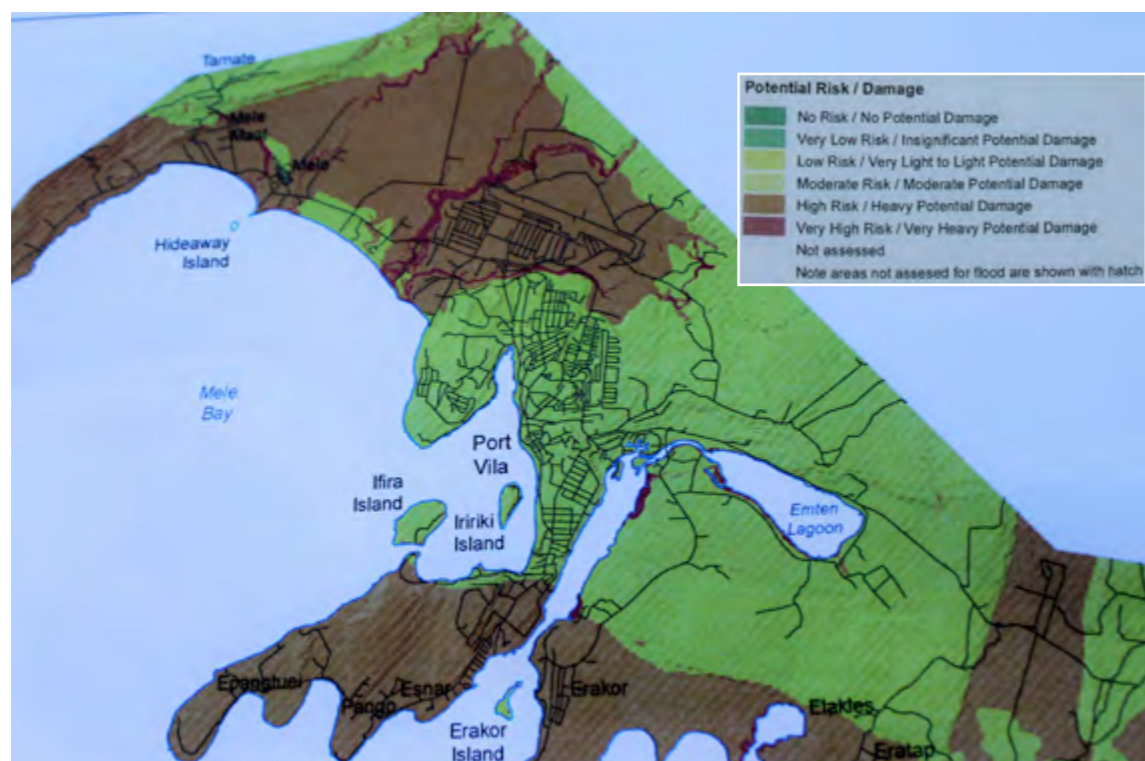 Tamate
Mele
Maat
Mele
Hideaway
Island
Mele
Bay
Port
Vila
Ifira
Island
Iririki
Island
Emten
Lagoon
Epangtuei
Pango
Esnar
Erakor
Erakor
Island
Etakles
Eratap
Potential Risk / Damage
No Risk / No Potential Damage
Very Low Risk / Insignificant Potential Damage
Low Risk / Very Light to Light Potential Damage
Moderate Risk / Moderate Potential Damage
High Risk / Heavy Potential Damage
Very High Risk / Very Heavy Potential Damage
Not assessed
Note areas not assesed for flood are shown with hatch